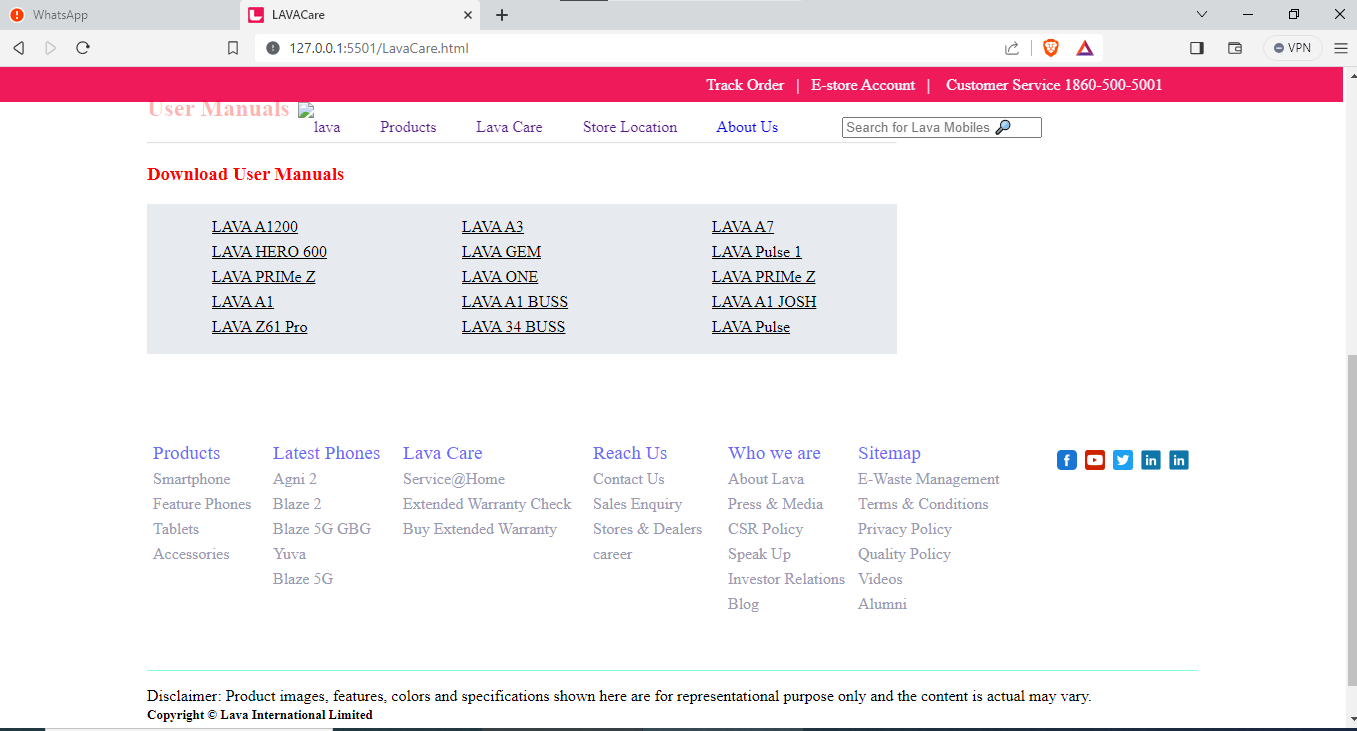 WhatsApp
LAVACare
127.0.0.1:5501/LavaCare.html
VPN
Track Order | E-store Account | Customer Service 1860-500-5001
User Manuals
lava Products Lava Care Store Location About Us Search for Lava Mobiles
Download User Manuals
LAVA A1200 LAVA A3 LAVA A7
LAVA HERO 600 LAVA GEM LAVA Pulse 1
LAVA PRIMe Z LAVA ONE LAVA PRIMe Z
LAVA A1 LAVA A1 BUSS LAVA A1 JOSH
LAVA Z61 Pro LAVA 34 BUSS LAVA Pulse
Products Latest Phones Lava Care Reach Us Who we are Sitemap
Smartphone Agni 2 Service@Home Contact Us About Lava E-Waste Management
Feature Phones Blaze 2 Extended Warranty Check Sales Enquiry Press & Media Terms & Conditions
Tablets Blaze 5G GBG Buy Extended Warranty Stores & Dealers CSR Policy Privacy Policy
Accessories Yuva career Speak Up Quality Policy
Blaze 5G Investor Relations Videos
Blog Alumni
Disclaimer: Product images, features, colors and specifications shown here are for representational purpose only and the content is actual may vary.
Copyright © Lava International Limited